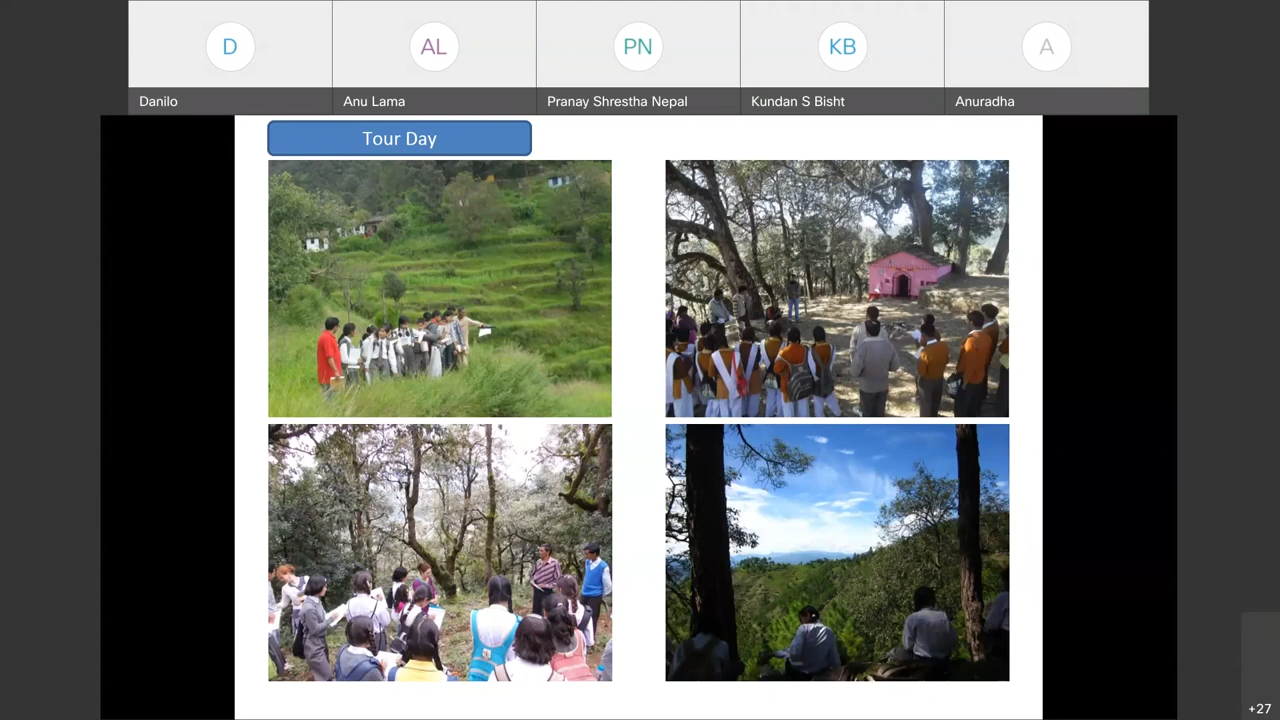 D
AL
PN
KB
A
Danilo
Anu Lama
Pranay Shrestha Nepal
Kundan S Bisht
Anuradha
Tour Day
+27